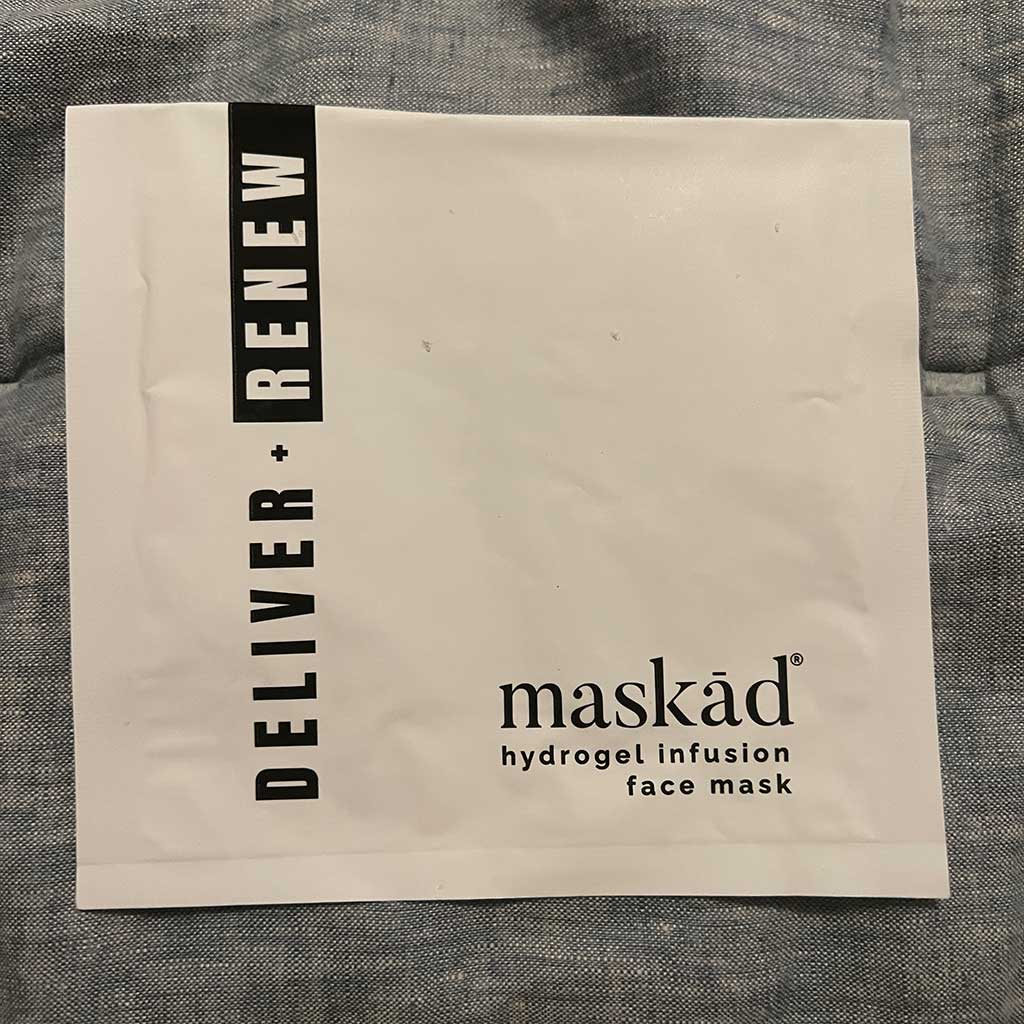 DELIVER + RENEW
maskād®
hydrogel infusion
face mask